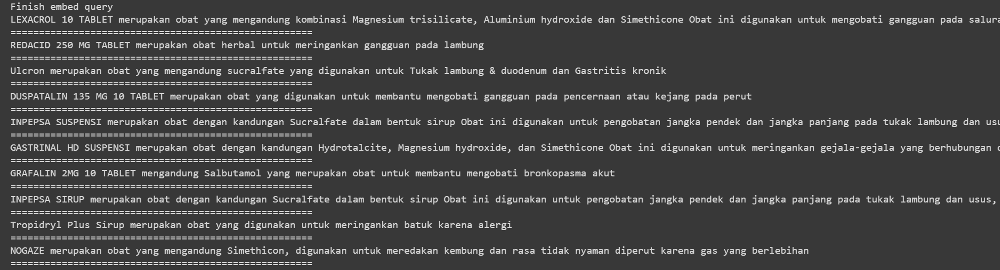 Finish embed query
LEXACROL 10 TABLET merupakan obat yang mengandung kombinasi Magnesium trisilicate, Aluminium hydroxide dan Simethicone Obat ini digunakan untuk mengobati gangguan pada
=====================================================
REDACID 250 MG TABLET merupakan obat herbal untuk meringankan gangguan pada lambung
=====================================================
Ulcron merupakan obat yang mengandung sucralfate yang digunakan untuk Tukak lambung & duodenum dan Gastritis kronik
=====================================================
DUSPATALIN 135 MG 10 TABLET merupakan obat yang digunakan untuk membantu mengobati gangguan pada pencernaan atau kejang pada perut
=====================================================
INPEPSA SUSPENSI merupakan obat dengan kandungan Sucralfate dalam bentuk sirup Obat ini digunakan untuk pengobatan jangka pendek dan jangka panjang pada tukak lambung dan
=====================================================
GASTRINAL HD SUSPENSI merupakan obat dengan kandungan Hydrotalcite, Magnesium hydroxide, dan Simethicone Obat ini digunakan untuk meringankan gejala-gejala yang berhubungan
=====================================================
GRAFALIN 2MG 10 TABLET mengandung Salbutamol yang merupakan obat untuk membantu mengobati bronkopasma akut
=====================================================
INPEPSA SIRUP merupakan obat dengan kandungan Sucralfate dalam bentuk sirup Obat ini digunakan untuk pengobatan jangka pendek dan jangka panjang pada tukak lambung dan usus,
=====================================================
Tropidryl Plus Sirup merupakan obat yang digunakan untuk meringankan batuk karena alergi
=====================================================
NOGAZE merupakan obat yang mengandung Simethicon, digunakan untuk meredakan kembung dan rasa tidak nyaman diperut karena gas yang berlebihan
=====================================================